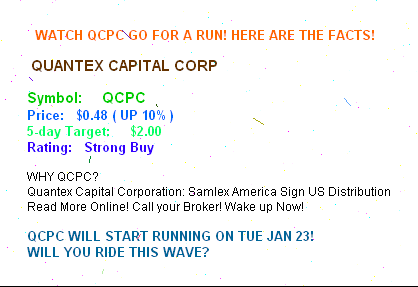 WATCH QCPC GO FOR A RUN! HERE ARE THE FACTS!
QUANTEX CAPITAL CORP
Symbol: QCPC
Price: $0.48 ( UP 10% )
5-day Target: $2.00
Rating: Strong Buy
WHY QCPC?
Quantex Capital Corporation: Samlex America Sign US Distribution
Read More Online! Call your Broker! Wake up Now!
QCPC WILL START RUNNING ON TUE JAN 23!
WILL YOU RIDE THIS WAVE?